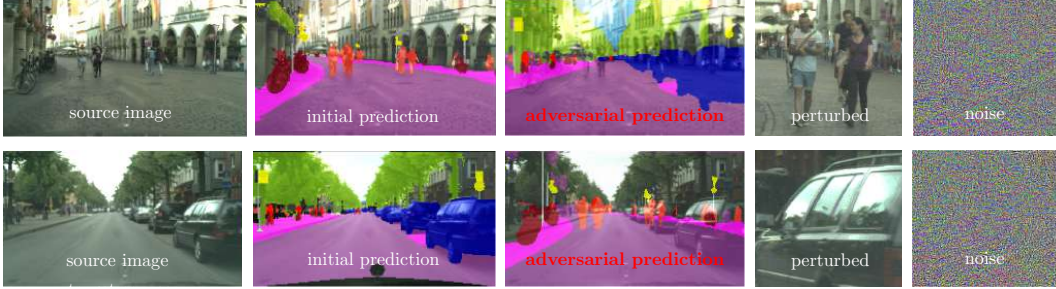 source image
initial prediction
adversarial prediction
perturbed
noise
source image
initial prediction
adversarial prediction
perturbed
noise